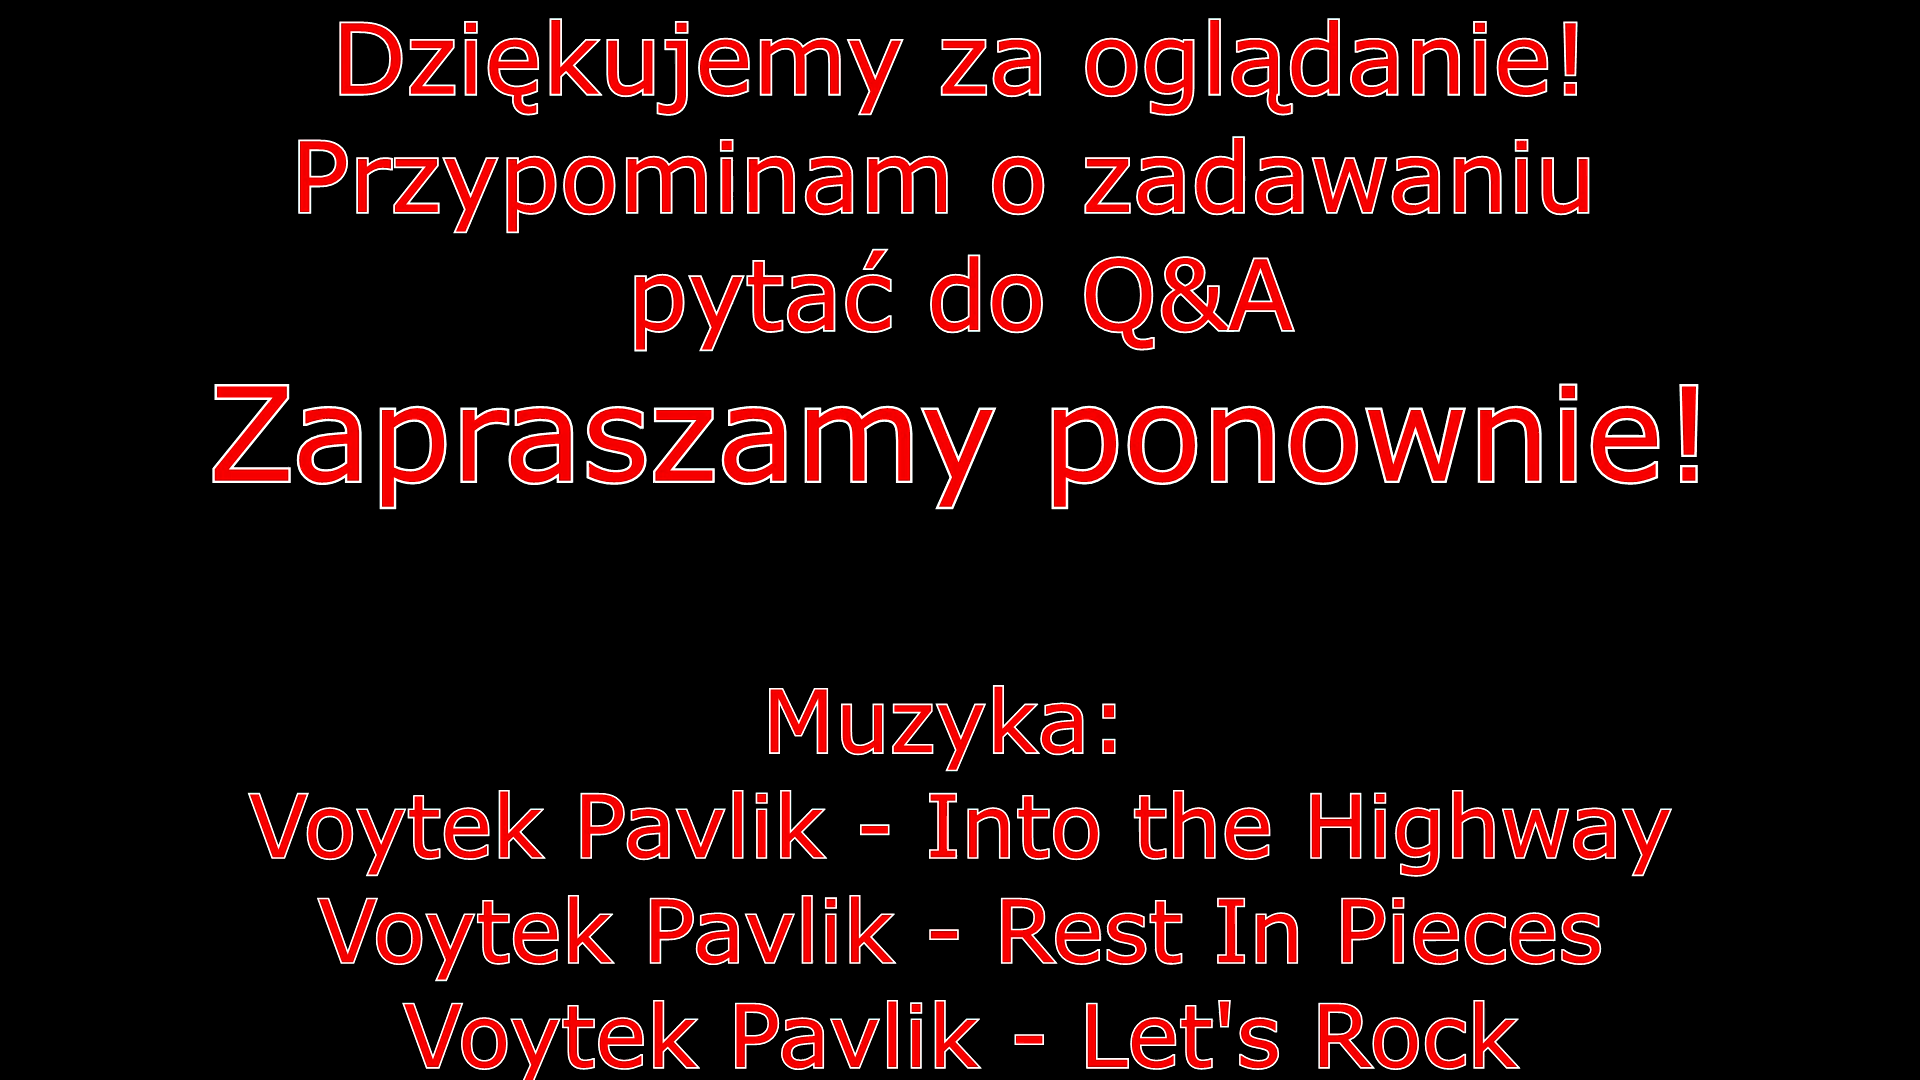 Dziękujemy za oglądanie!
Przypominam o zadawaniu
pytać do Q&A
Zapraszamy ponownie!
Muzyka:
Voytek Pavlik - Into the Highway
Voytek Pavlik - Rest In Pieces
Voytek Pavlik - Let's Rock